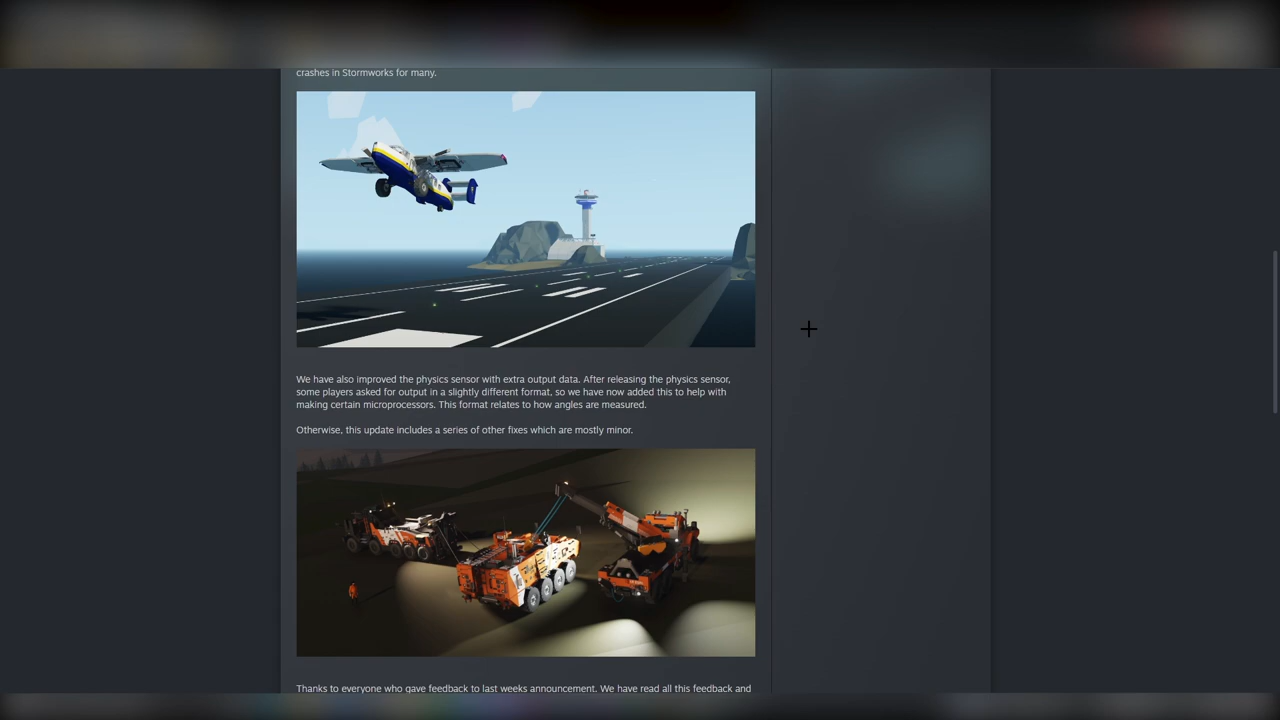 crashes in Stormworks for many.
We have also improved the physics sensor with extra output data. After releasing the physics sensor,
some players asked for output in a slightly different format, so we have now added this to help with
making certain microprocessors. This format relates to how angles are measured.
Otherwise, this update includes a series of other fixes which are mostly minor.
Thanks to everyone who gave feedback to last weeks announcement. We have read all this feedback and